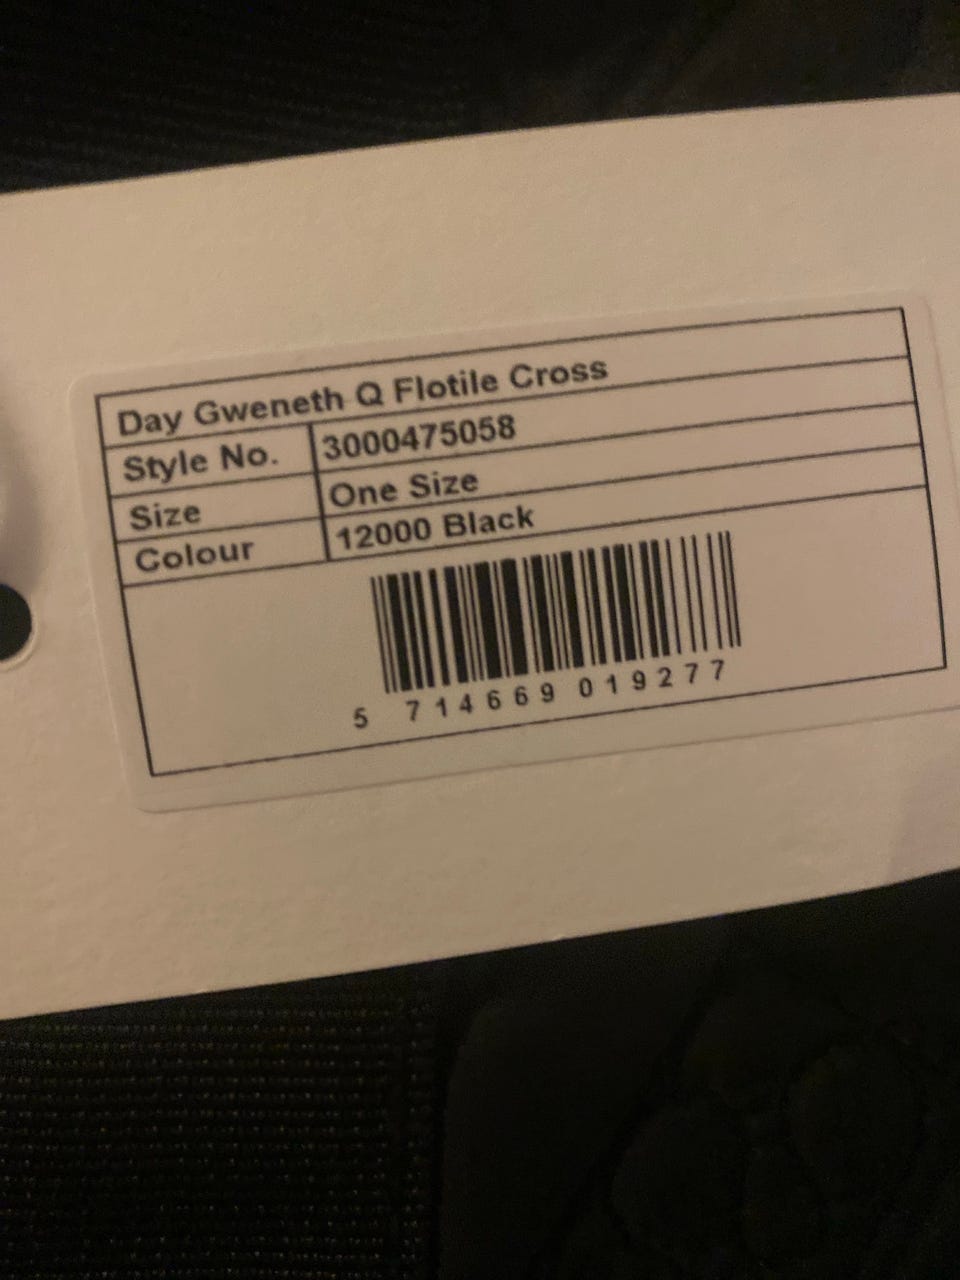 Day Gweneth Q Flotile Cross
Style No. 3000475058
Size One Size
Colour 12000 Black
5 714669 019277